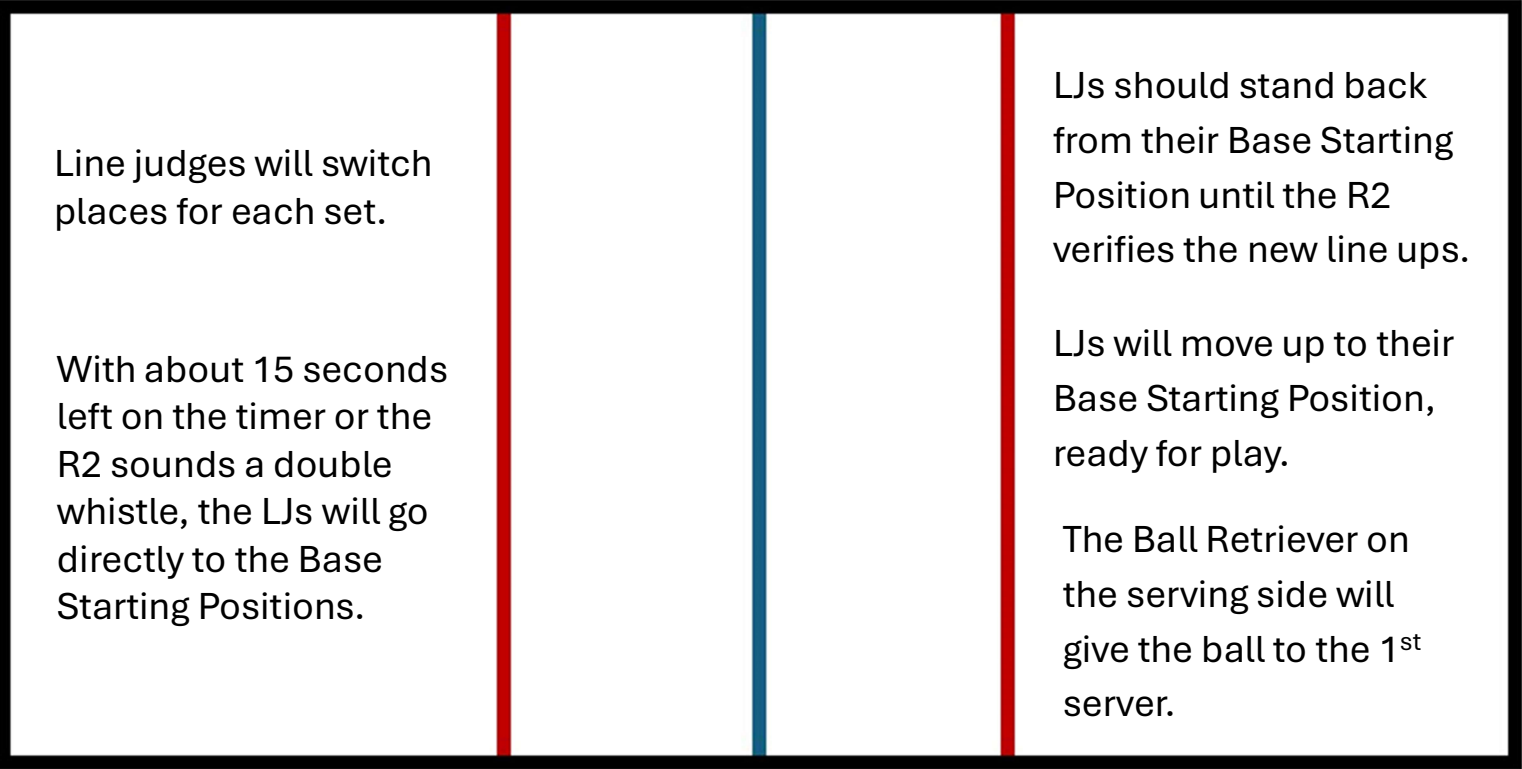 Line judges will switch
places for each set.
With about 15 seconds
left on the timer or the
R2 sounds a double
whistle, the LJs will go
directly to the Base
Starting Positions.
LJs should stand back
from their Base Starting
Position until the R2
verifies the new line ups.
LJs will move up to their
Base Starting Position,
ready for play.
The Ball Retriever on
the serving side will
give the ball to the 1st
server.